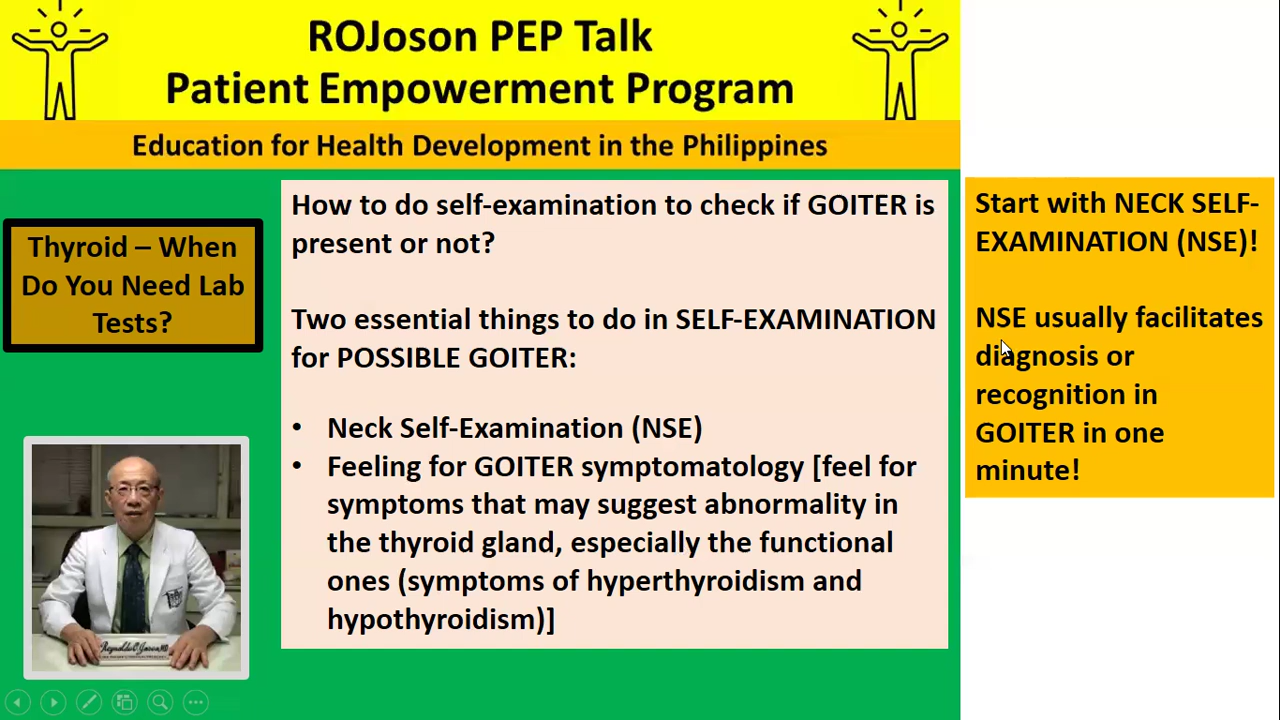 ROJoson PEP Talk
Patient Empowerment Program
Education for Health Development in the Philippines
Thyroid – When
Do You Need Lab
Tests?
How to do self-examination to check if GOITER is
present or not?
Two essential things to do in SELF-EXAMINATION
for POSSIBLE GOITER:
• Neck Self-Examination (NSE)
• Feeling for GOITER symptomatology [feel for
symptoms that may suggest abnormality in
the thyroid gland, especially the functional
ones (symptoms of hyperthyroidism and
hypothyroidism)]
Start with NECK SELF-
EXAMINATION (NSE)!
NSE usually facilitates
diagnosis or
recognition in
GOITER in one
minute!
Reynaldo O. Joson, MD